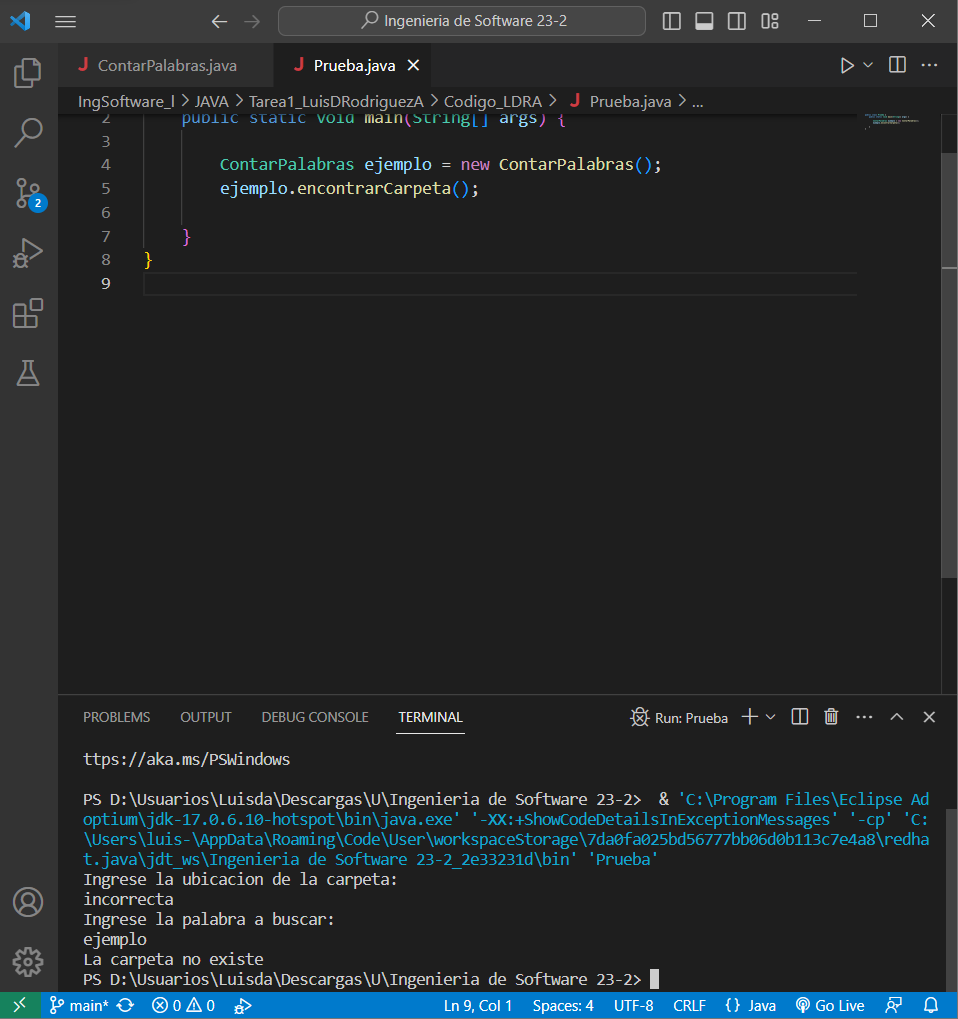 Ingenieria de Software 23-2
ContarPalabras.java
Prueba.java
IngSoftware_I > JAVA > Tarea1_LuisDRodriguezA > Codigo_LDRA > Prueba.java > ...
2 public static void main(String[] args) {
3
4 ContarPalabras ejemplo = new ContarPalabras();
5 ejemplo.encontrarCarpeta();
6
7 }
8 }
9
2
PROBLEMS OUTPUT DEBUG CONSOLE TERMINAL Run: Prueba
ttps://aka.ms/PSWindows
PS D:\Usuarios\Luisda\Descargas\U\Ingenieria de Software 23-2>  & 'C:\Program Files\Eclipse Ad
optium\jdk-17.0.6.10-hotspot\bin\java.exe' '-XX:+ShowCodeDetailsInExceptionMessages' '-cp' 'C:
\Users\luis-\AppData\Roaming\Code\User\workspaceStorage\7da0fa025bd56777bb06d0b113c7e4a8\redha
t.java\jdt_ws\Ingenieria de Software 23-2_2e33231d\bin' 'Prueba'
Ingrese la ubicacion de la carpeta:
incorrecta
Ingrese la palabra a buscar:
ejemplo
La carpeta no existe
PS D:\Usuarios\Luisda\Descargas\U\Ingenieria de Software 23-2>
main* 0 0 Ln 9, Col 1 Spaces: 4 UTF-8 CRLF {} Java Go Live